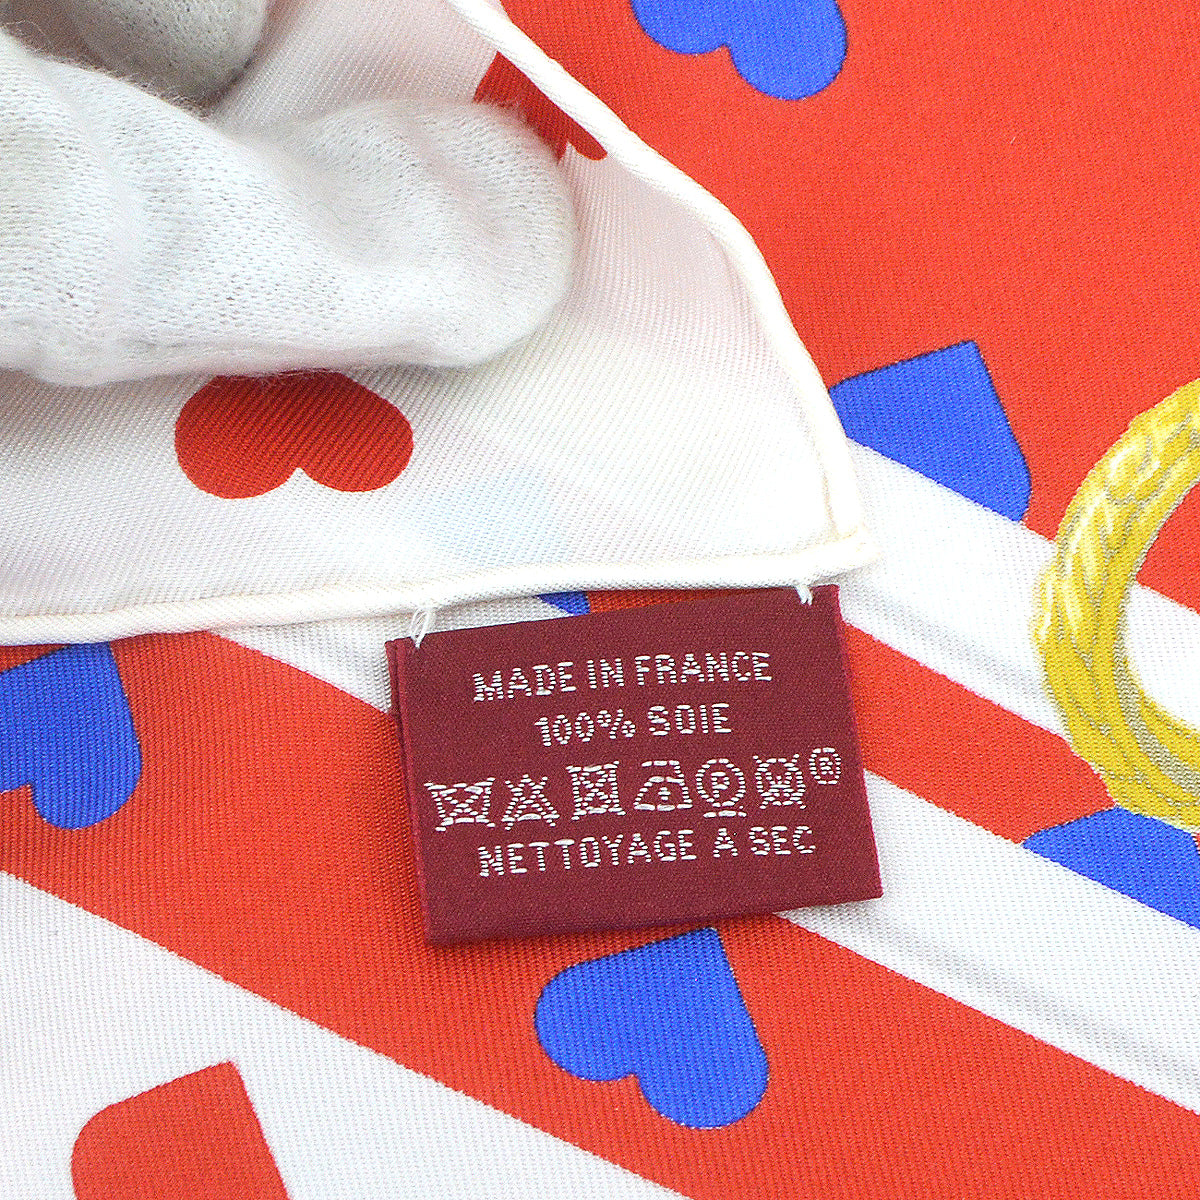 MADE IN FRANCE
100% SOIE
P W ®
NETTOYAGE A SEC